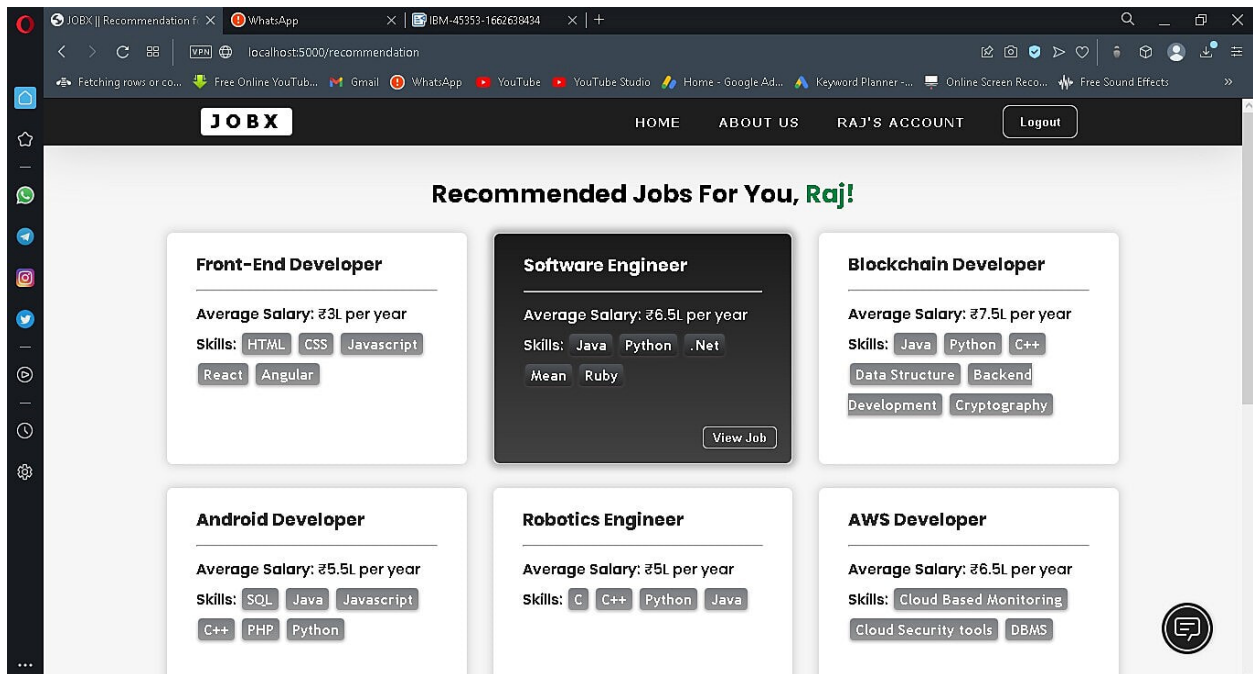 JOBX || Recommendation f
WhatsApp
IBM-45353-1662638434
VPN
localhost:5000/recommendation
Fetching rows or co...
Free Online YouTub...
Gmail
WhatsApp
YouTube
YouTube Studio
Home - Google Ad...
Keyword Planner -...
Online Screen Reco...
Free Sound Effects
JOBX
HOME ABOUT US RAJ'S ACCOUNT Logout
Recommended Jobs For You, Raj!
Front-End Developer
Average Salary: ₹3L per year
Skills: HTML CSS Javascript
React Angular
Software Engineer
Average Salary: ₹6.5L per year
Skills: Java Python .Net
Mean Ruby
View Job
Blockchain Developer
Average Salary: ₹7.5L per year
Skills: Java Python C++
Data Structure Backend
Development Cryptography
Android Developer
Average Salary: ₹5.5L per year
Skills: SQL Java Javascript
C++ PHP Python
Robotics Engineer
Average Salary: ₹5L per year
Skills: C C++ Python Java
AWS Developer
Average Salary: ₹6.5L per year
Skills: Cloud Based Monitoring
Cloud Security tools DBMS